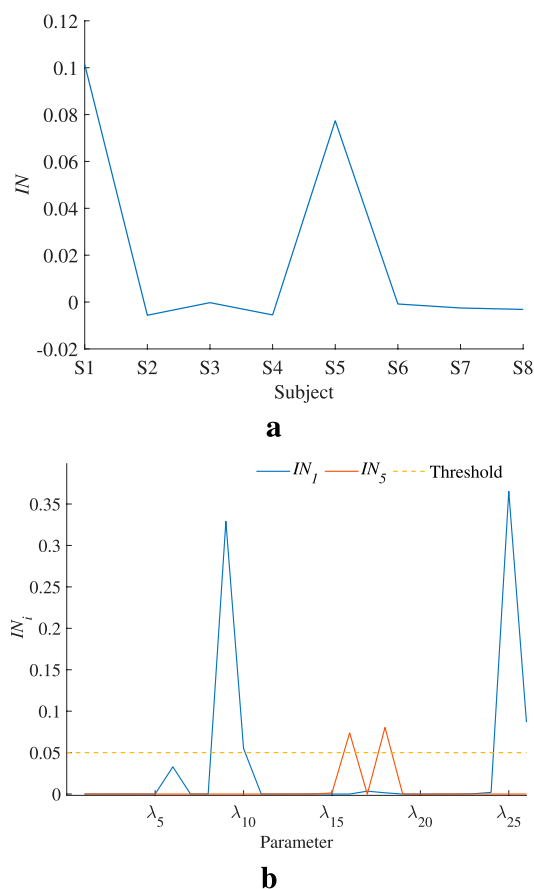 0.12
0.1
0.08
0.06
0.04
0.02
0
-0.02
IN
S1 S2 S3 S4 S5 S6 S7 S8
Subject
a
IN1 IN5 Threshold
0.35
0.3
0.25
0.2
0.15
0.1
0.05
0
INi
λ5 λ10 λ15 λ20 λ25
Parameter
b